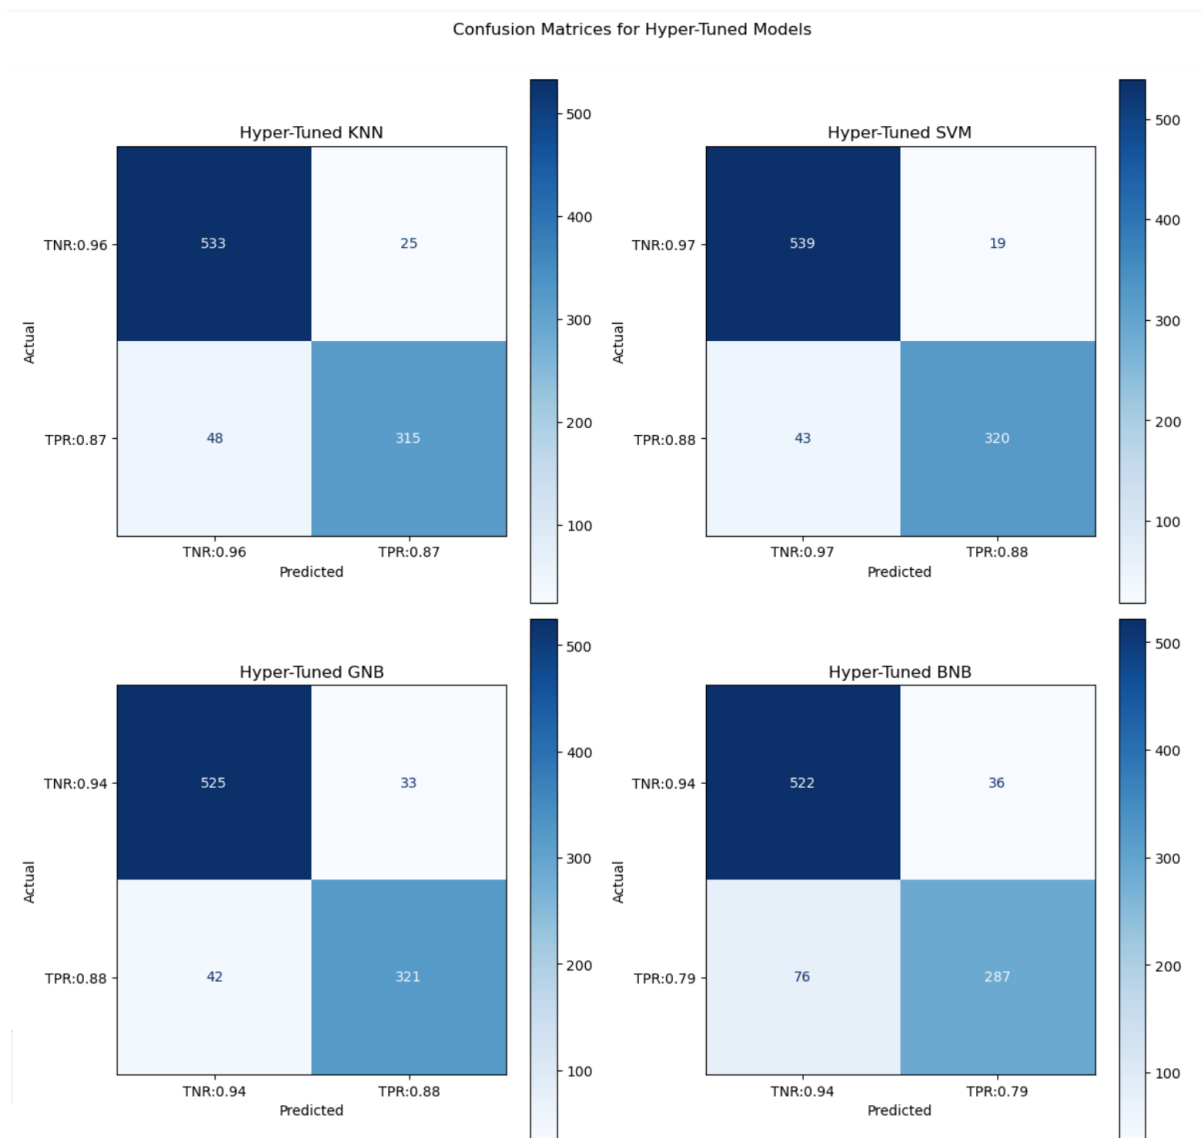 Confusion Matrices for Hyper-Tuned Models
Hyper-Tuned KNN
Actual
TNR:0.96
533
25
TPR:0.87
48
315
TNR:0.96
TPR:0.87
Predicted
500
400
300
200
100
Hyper-Tuned SVM
Actual
TNR:0.97
539
19
TPR:0.88
43
320
TNR:0.97
TPR:0.88
Predicted
500
400
300
200
100
Hyper-Tuned GNB
Actual
TNR:0.94
525
33
TPR:0.88
42
321
TNR:0.94
TPR:0.88
Predicted
500
400
300
200
100
Hyper-Tuned BNB
Actual
TNR:0.94
522
36
TPR:0.79
76
287
TNR:0.94
TPR:0.79
Predicted
500
400
300
200
100